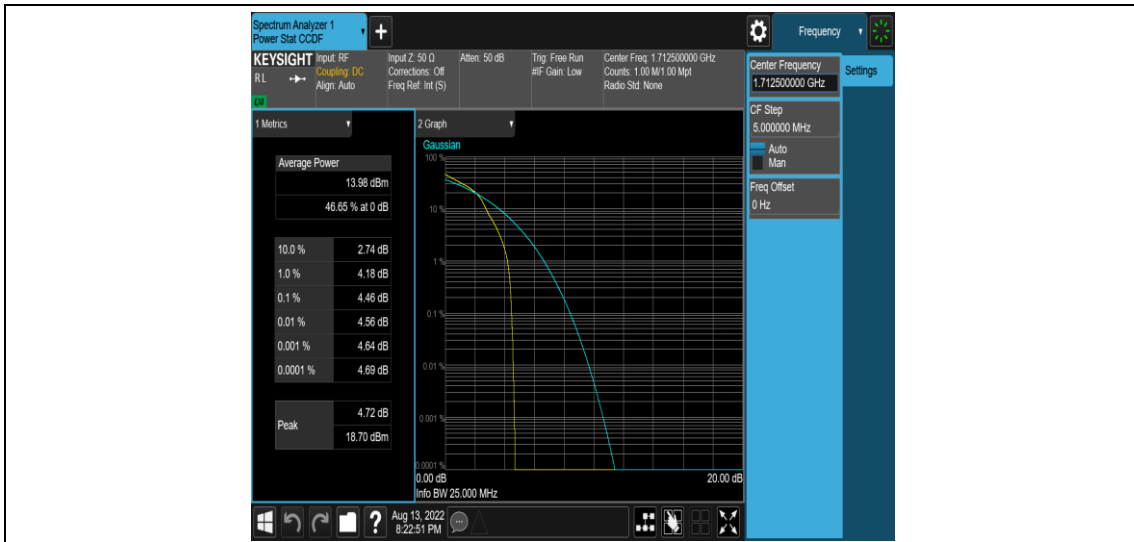 Spectrum Analyzer 1
Power Stat CCDF
+
Frequency
KEYSIGHT
RL
LXI
Input: RF
Coupling: DC
Align: Auto
Input Z: 50 Ω
Corrections: Off
Freq Ref: Int (S)
Atten: 50 dB
Trig: Free Run
#IF Gain: Low
Center Freq: 1.712500000 GHz
Counts: 1.00 M/1.00 Mpt
Radio Std: None
Center Frequency
1.712500000 GHz
Settings
CF Step
5.000000 MHz
Auto
Man
Freq Offset
0 Hz
1 Metrics
Average Power
13.98 dBm
46.65 % at 0 dB
10.0 % 2.74 dB
1.0 % 4.18 dB
0.1 % 4.46 dB
0.01 % 4.56 dB
0.001 % 4.64 dB
0.0001 % 4.69 dB
Peak
4.72 dB
18.70 dBm
2 Graph
Gaussian
100 %
10 %
1 %
0.1 %
0.01 %
0.001 %
0.0001 %
0.00 dB 20.00 dB
Info BW 25.000 MHz
?
Aug 13, 2022
8:22:51 PM